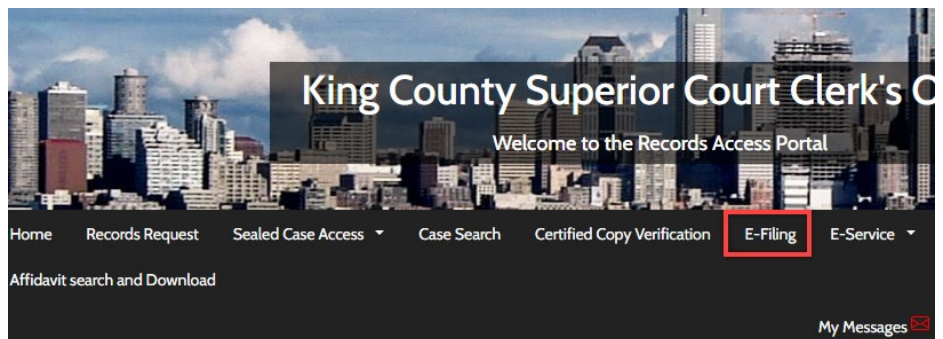 King County Superior Court Clerk's O
Welcome to the Records Access Portal
Home Records Request Sealed Case Access Case Search Certified Copy Verification E-Filing E-Service
Affidavit search and Download
My Messages